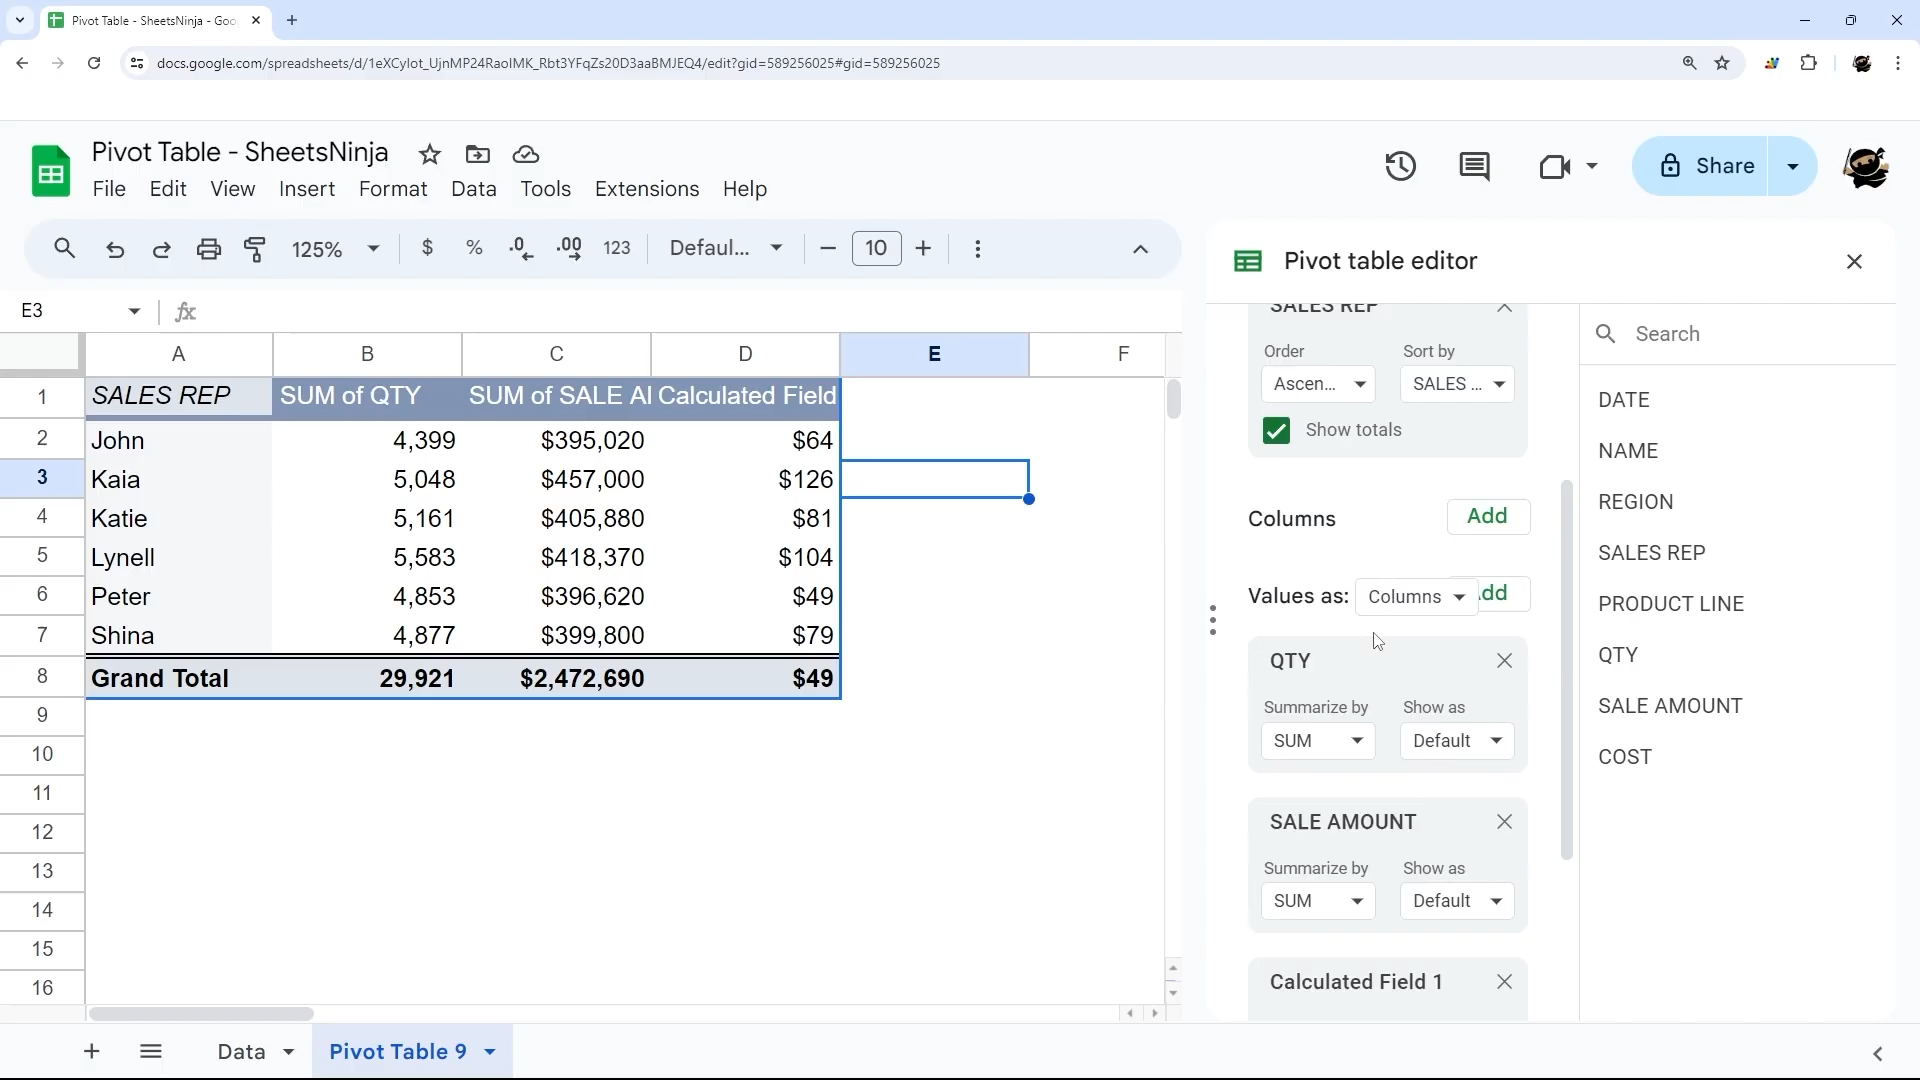 Pivot Table - SheetsNinja - Goo
docs.google.com/spreadsheets/d/1eXCylot_UjnMP24RaolMK_Rbt3YFqZs20D3aaBMJEQ4/edit?gid=589256025#gid=589256025
Pivot Table - SheetsNinja
File Edit View Insert Format Data Tools Extensions Help
Share
125% $ % .0 .00 123 Defaul... 10
E3 fx
A B C D E F
1 SALES REP SUM of QTY SUM of SALE AI Calculated Field
2 John 4,399 $395,020 $64
3 Kaia 5,048 $457,000 $126
4 Katie 5,161 $405,880 $81
5 Lynell 5,583 $418,370 $104
6 Peter 4,853 $396,620 $49
7 Shina 4,877 $399,800 $79
8 Grand Total 29,921 $2,472,690 $49
9
10
11
12
13
14
15
16
Pivot table editor
SALES REP
Order Sort by
Ascen... SALES ...
Show totals
Columns Add
Values as: Columns dd
QTY
Summarize by Show as
SUM Default
SALE AMOUNT
Summarize by Show as
SUM Default
Calculated Field 1
Search
DATE
NAME
REGION
SALES REP
PRODUCT LINE
QTY
SALE AMOUNT
COST
Data Pivot Table 9